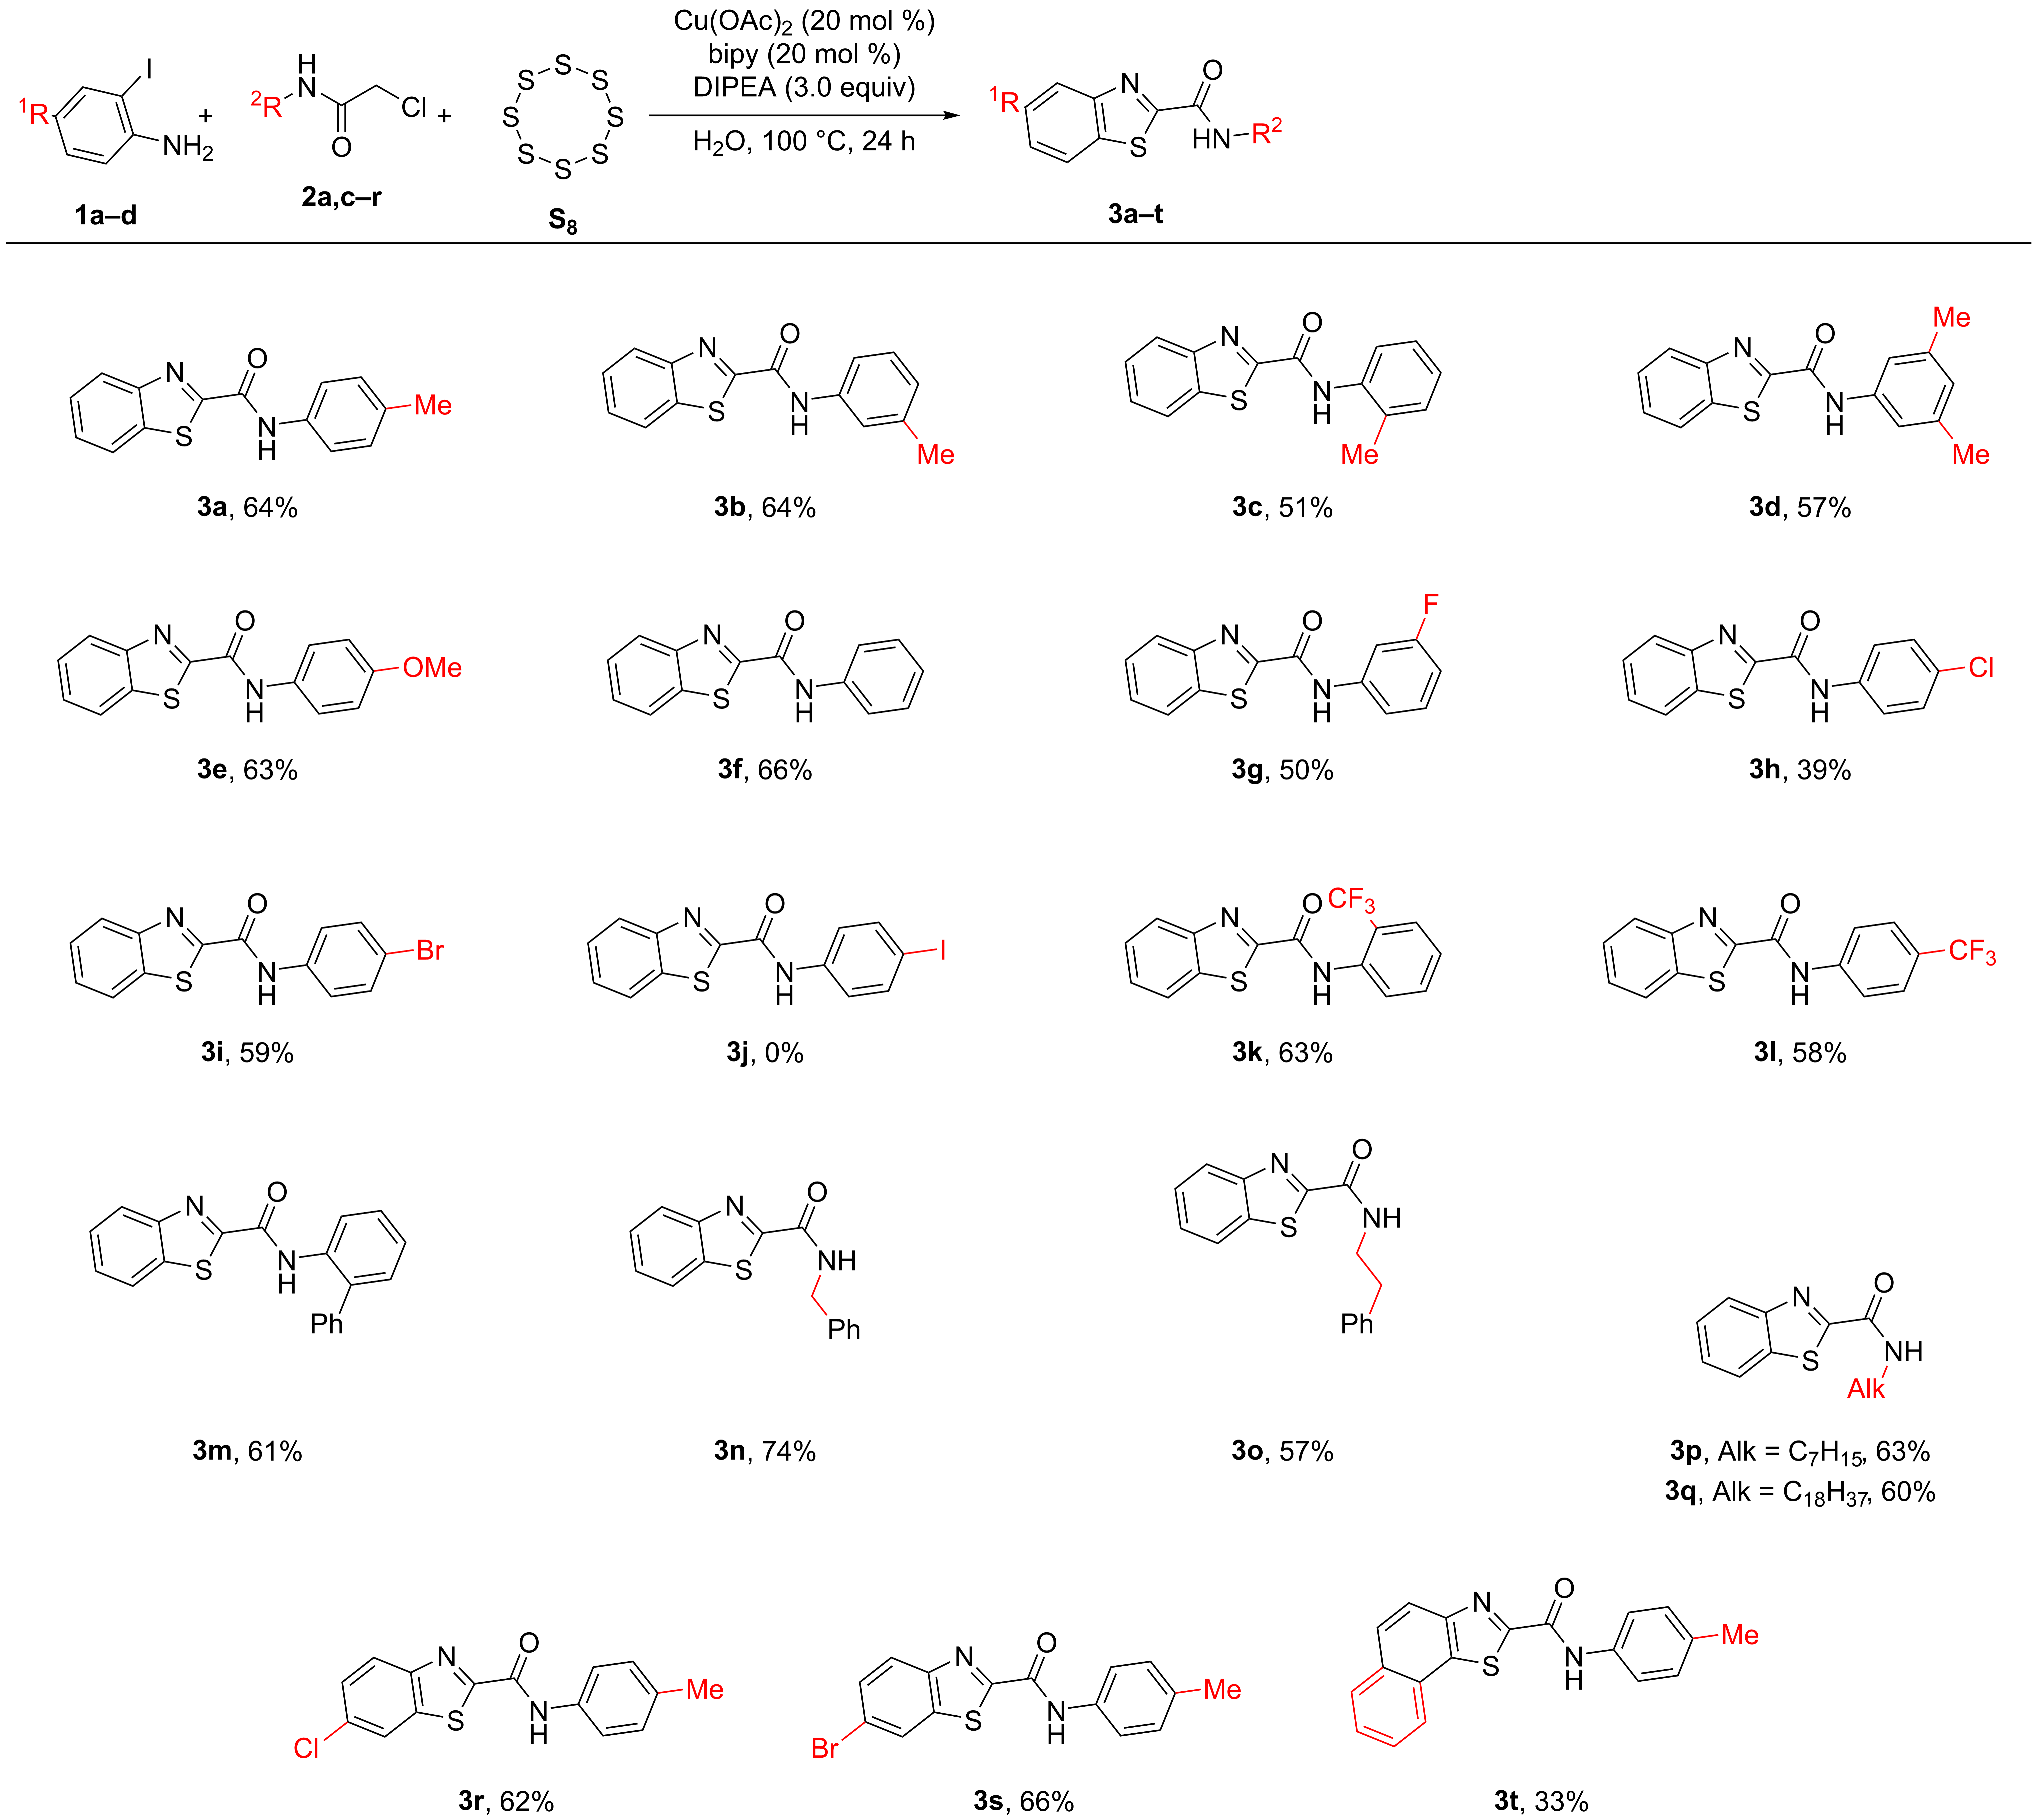 Cu(OAc)2 (20 mol %)
bipy (20 mol %)
DIPEA (3.0 equiv)
H2O, 100 °C, 24 h
1R I NH2
+
2R H N O Cl
+
S S S S S S S S
1R N S O HN R2
1a–d
2a,c–r
S8
3a–t
N S O N H Me
N S O N H Me
N S O N H Me
N S O N H Me Me
3a, 64%
3b, 64%
3c, 51%
3d, 57%
N S O N H OMe
N S O N H
N S O N H F
N S O N H Cl
3e, 63%
3f, 66%
3g, 50%
3h, 39%
N S O N H Br
N S O N H I
N S O N H CF3
N S O N H CF3
3i, 59%
3j, 0%
3k, 63%
3l, 58%
N S O N H Ph
N S O NH Ph
N S O NH Ph
N S O NH Alk
3m, 61%
3n, 74%
3o, 57%
3p, Alk = C7H15, 63%
3q, Alk = C18H37, 60%
Cl N S O N H Me
Br N S O N H Me
N S O N H Me
3r, 62%
3s, 66%
3t, 33%